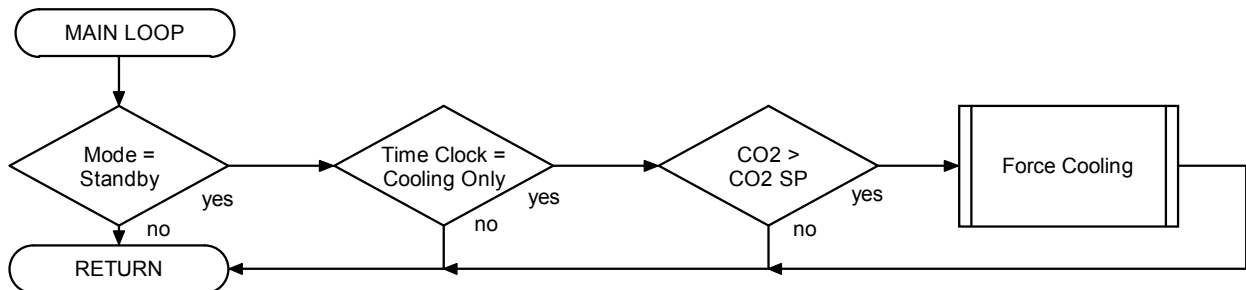 MAIN LOOP
Mode =
Standby
yes
no
Time Clock =
Cooling Only
yes
no
CO2 >
CO2 SP
yes
no
Force Cooling
RETURN